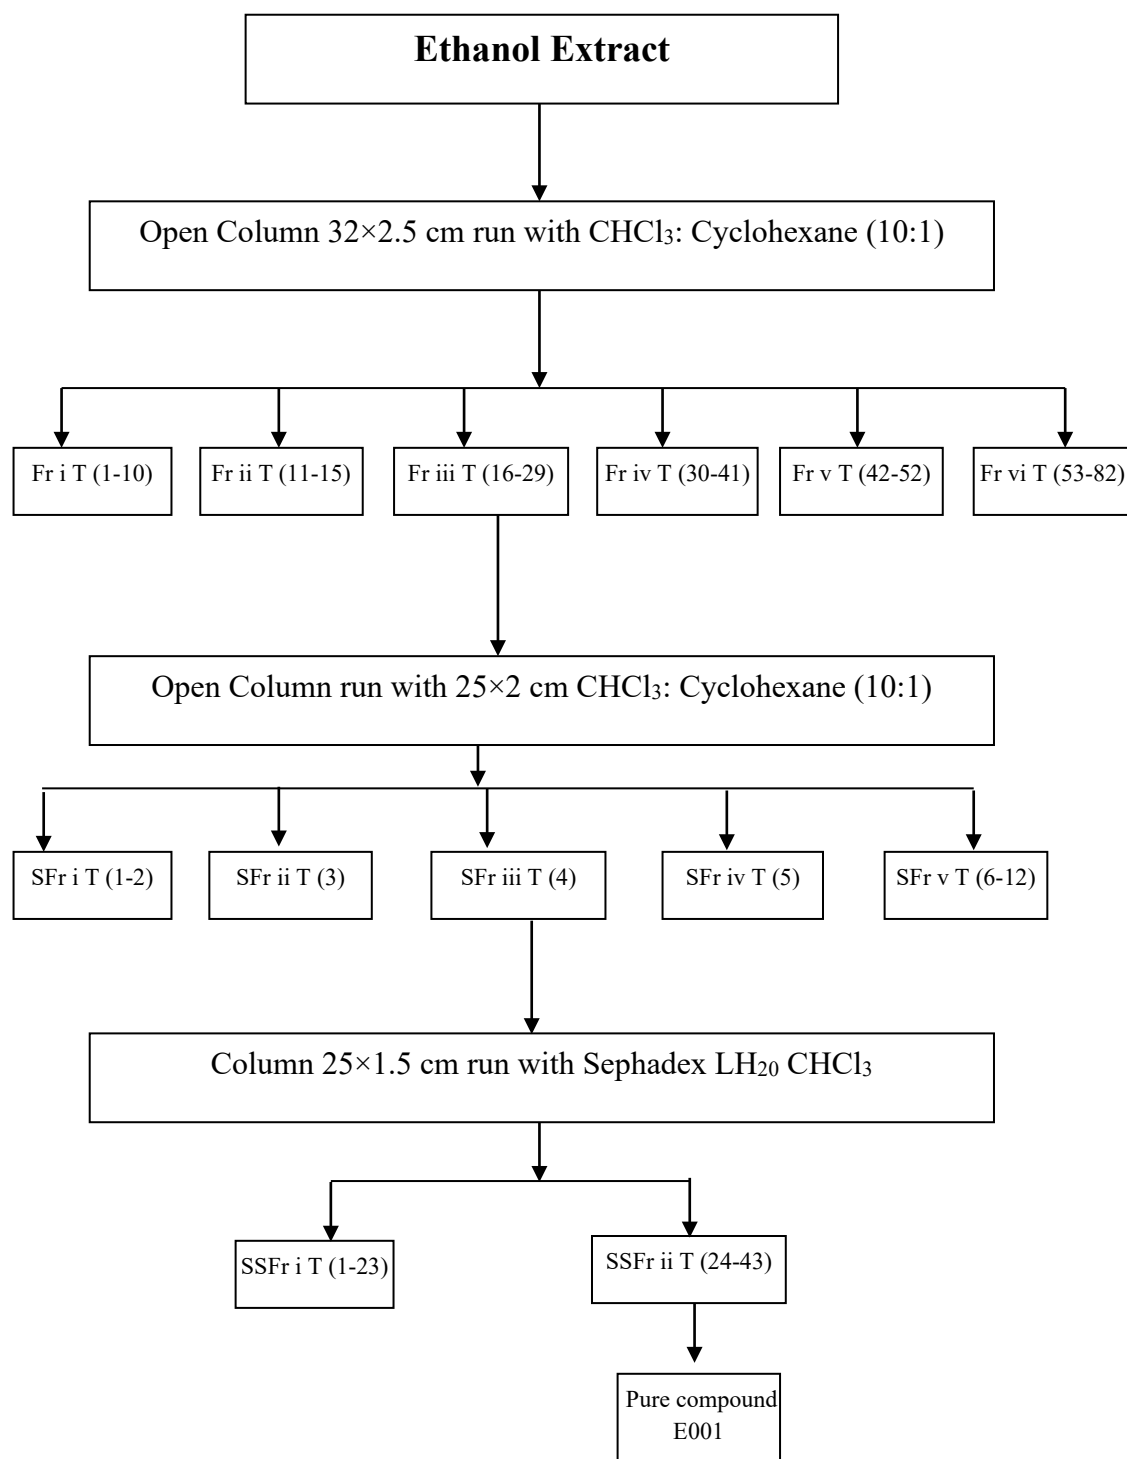 Ethanol Extract
Open Column 32×2.5 cm run with CHCl₃: Cyclohexane (10:1)
Fr i T (1-10)
Fr ii T (11-15)
Fr iii T (16-29)
Fr iv T (30-41)
Fr v T (42-52)
Fr vi T (53-82)
Open Column run with 25×2 cm CHCl₃: Cyclohexane (10:1)
SFr i T (1-2)
SFr ii T (3)
SFr iii T (4)
SFr iv T (5)
SFr v T (6-12)
Column 25×1.5 cm run with Sephadex LH₂₀ CHCl₃
SSFr i T (1-23)
SSFr ii T (24-43)
Pure compound
E001